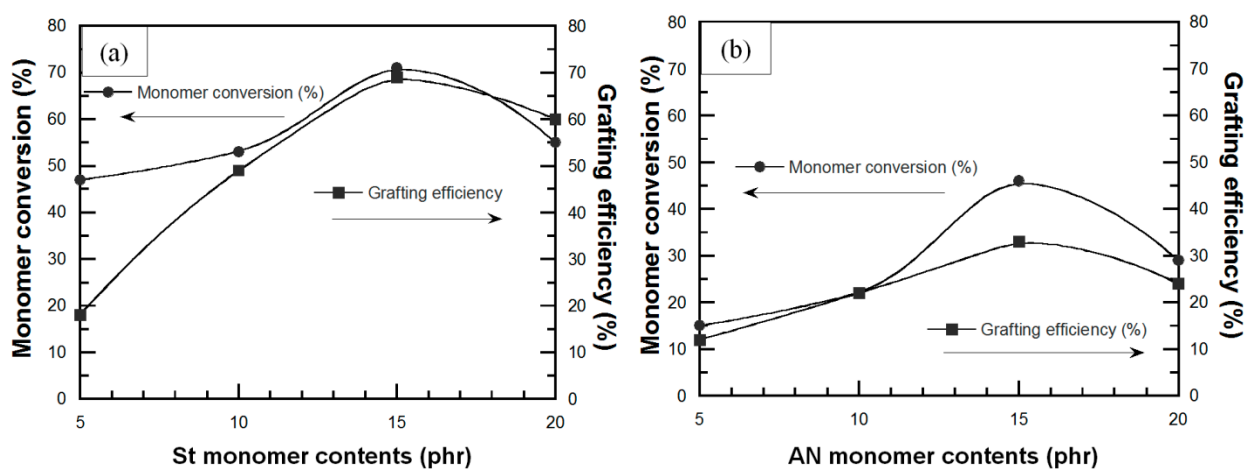 (a)
Monomer conversion (%)
80
70
60
50
40
30
20
10
0
Monomer conversion (%)
Grafting efficiency
80
70
60
50
40
30
20
10
0
Grafting efficiency (%)
5 10 15 20
St monomer contents (phr)
(b)
Monomer conversion (%)
80
70
60
50
40
30
20
10
0
Monomer conversion (%)
Grafting efficiency (%)
80
70
60
50
40
30
20
10
0
Grafting efficiency (%)
5 10 15 20
AN monomer contents (phr)